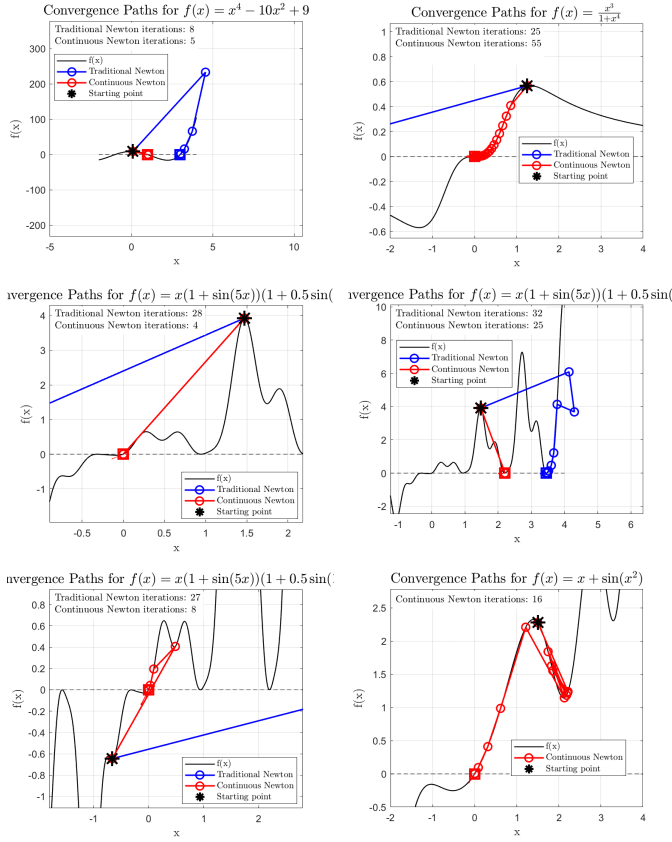 Convergence Paths for f(x) = x⁴ − 10x² + 9
Traditional Newton iterations: 8
Continuous Newton iterations: 5
f(x)
Traditional Newton
Continuous Newton
Starting point
300
200
100
0
-100
-200
-5
0
5
10
x
f(x)
Convergence Paths for f(x) = x³/(1+x⁴)
Traditional Newton iterations: 25
Continuous Newton iterations: 55
f(x)
Traditional Newton
Continuous Newton
Starting point
1
0.8
0.6
0.4
0.2
0
-0.2
-0.4
-0.6
-2
-1
0
1
2
3
4
x
f(x)
nvergence Paths for f(x) = x(1 + sin(5x))(1 + 0.5 sin(
Traditional Newton iterations: 28
Continuous Newton iterations: 4
f(x)
Traditional Newton
Continuous Newton
Starting point
4
3
2
1
0
-1
-0.5
0
0.5
1
1.5
2
x
f(x)
nvergence Paths for f(x) = x(1 + sin(5x))(1 + 0.5 sin(
Traditional Newton iterations: 32
Continuous Newton iterations: 25
f(x)
Traditional Newton
Continuous Newton
Starting point
10
8
6
4
2
0
-2
-1
0
1
2
3
4
5
6
x
f(x)
nvergence Paths for f(x) = x(1 + sin(5x))(1 + 0.5 sin(
Traditional Newton iterations: 27
Continuous Newton iterations: 8
f(x)
Traditional Newton
Continuous Newton
Starting point
0.8
0.6
0.4
0.2
0
-0.2
-0.4
-0.6
-0.8
-1
-1
0
1
2
x
f(x)
Convergence Paths for f(x) = x + sin(x²)
Continuous Newton iterations: 16
f(x)
Continuous Newton
Starting point
2.5
2
1.5
1
0.5
0
-0.5
-1
0
1
2
3
x
f(x)